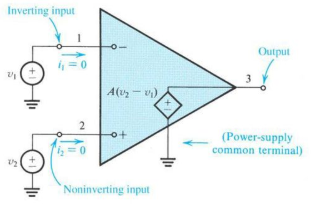 Inverting input
1
i₁ = 0
−
Output
3
v₁
+
−
A(v₂ − v₁)
+
−
2
i₂ = 0
+
(Power-supply
common terminal)
v₂
+
−
Noninverting input